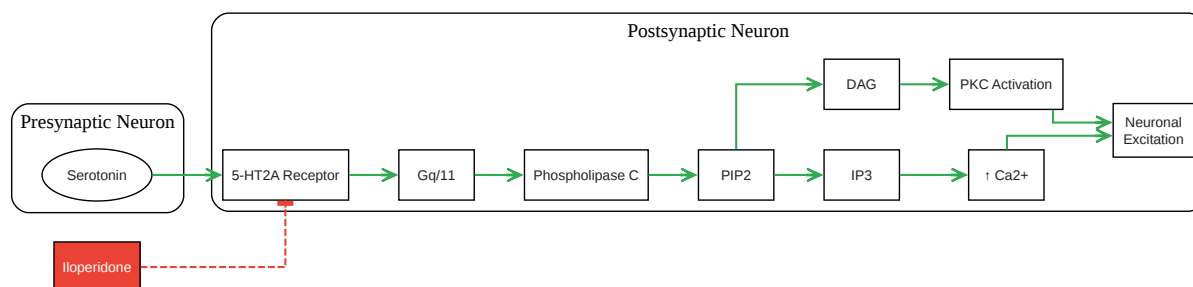 Postsynaptic Neuron
DAG
PKC Activation
Presynaptic Neuron
Neuronal
Excitation
Serotonin
5-HT2A Receptor
Gq/11
Phospholipase C
PIP2
IP3
↑ Ca2+
Iloperidone